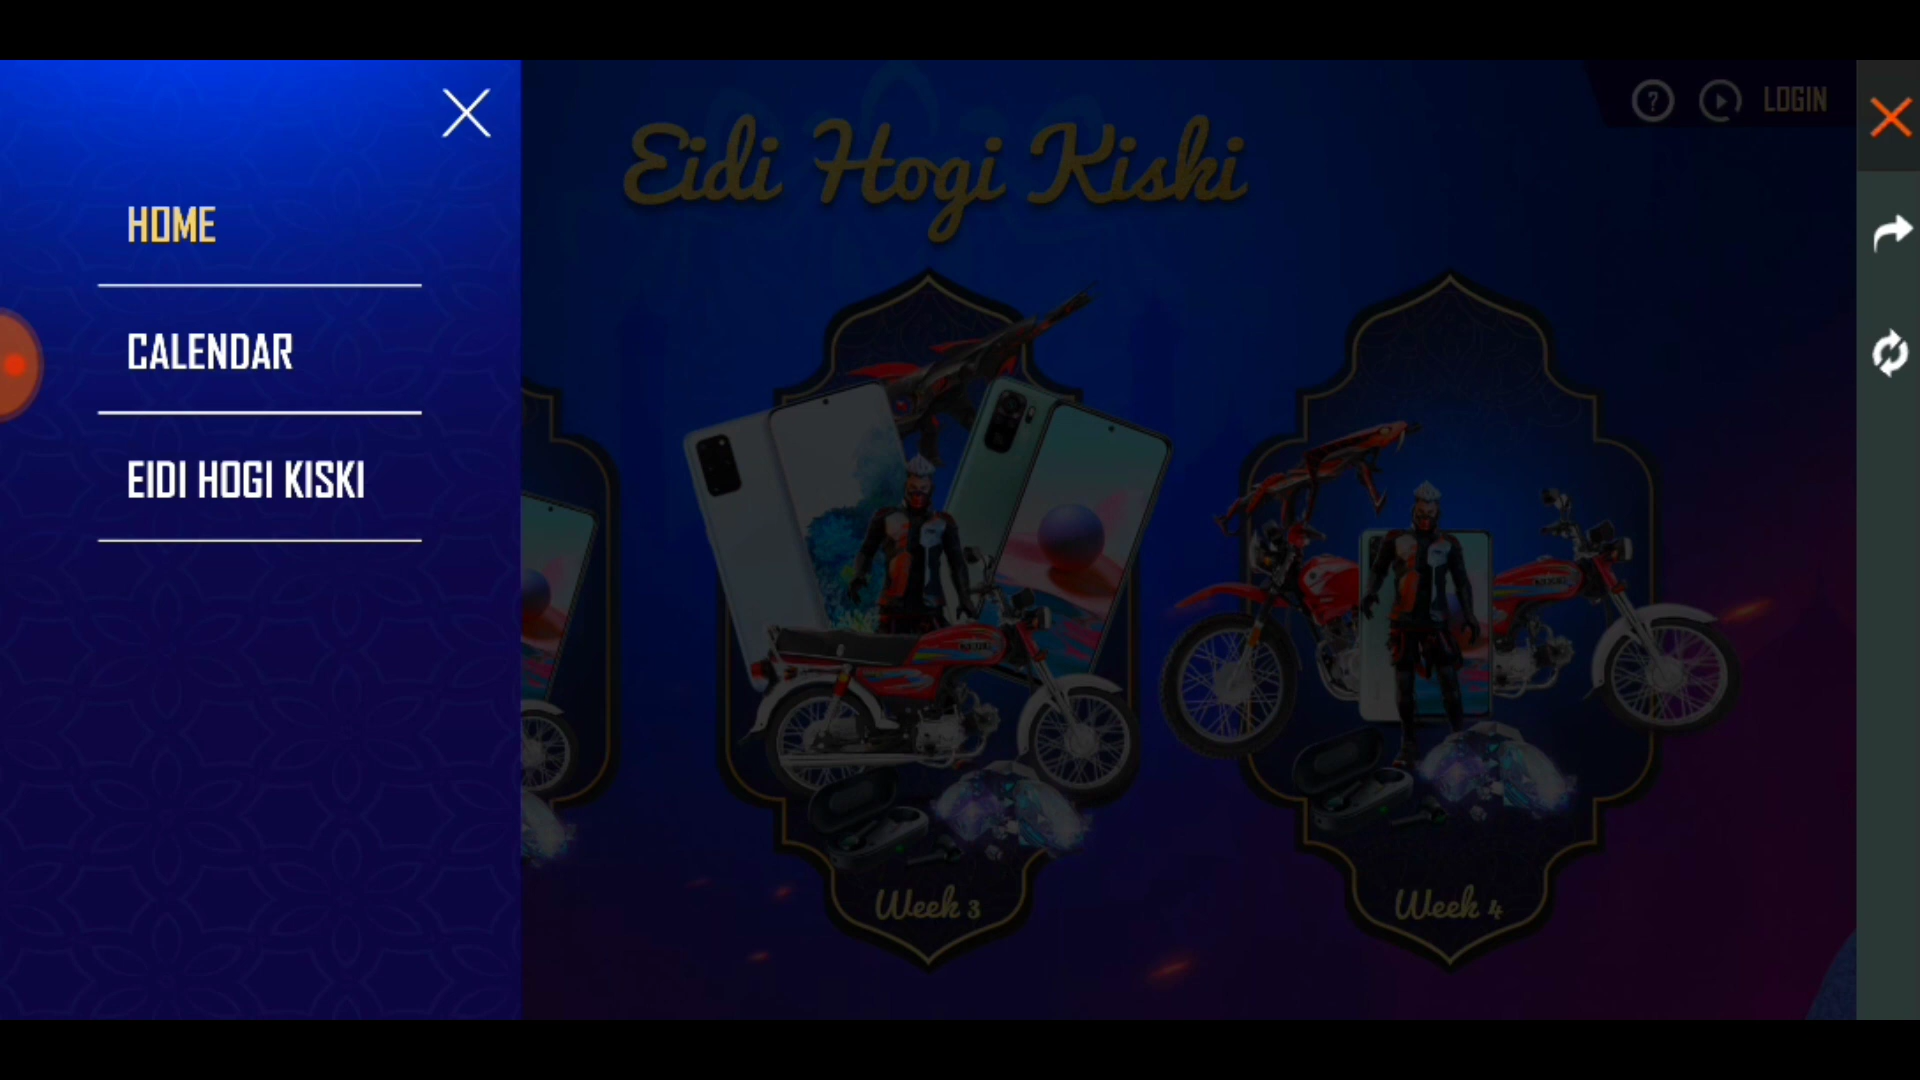 HOME
CALENDAR
EIDI HOGI KISKI
Eidi Hogi Kiski
? LOGIN
Week 3
Week 4